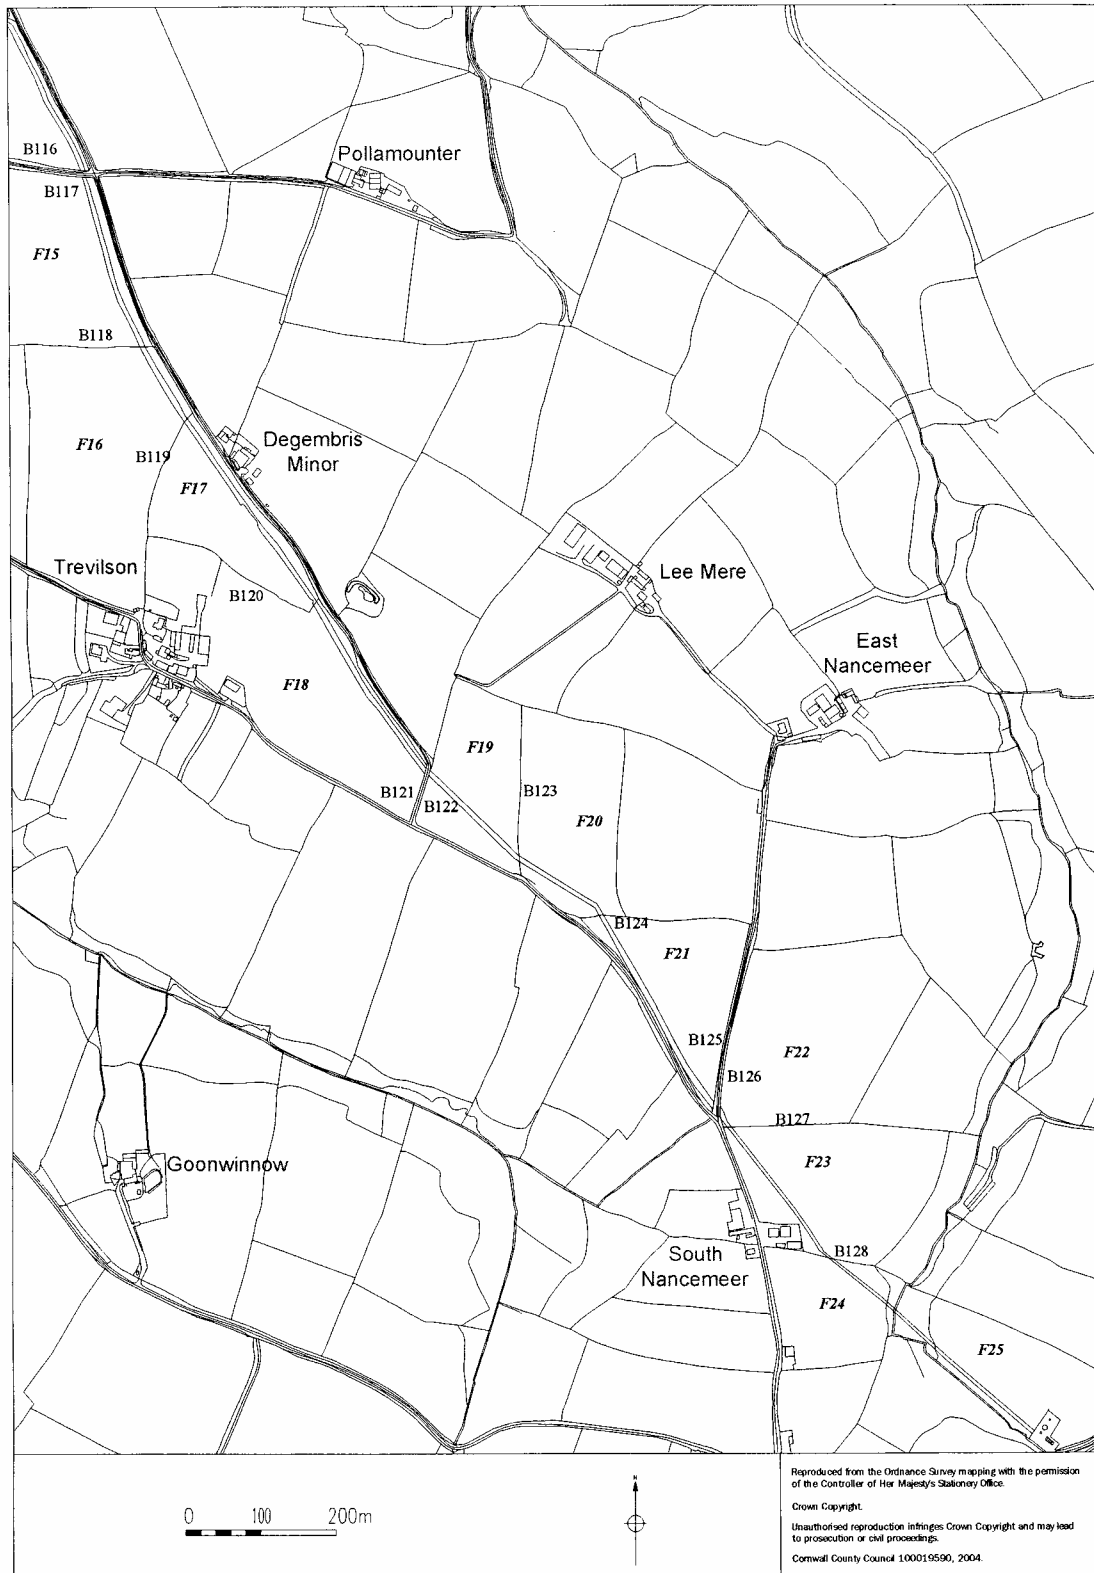 B116
Pollamounter
B117
F15
B118
Degembris
Minor
F16
B119
F17
Trevilson
B120
Lee Mere
East
Nancemeer
F18
F19
B121
B122
B123
F20
B124
F21
B125
F22
B126
B127
Goonwinnow
F23
South
Nancemeer
B128
F24
F25
0 100 200m
N
Reproduced from the Ordnance Survey mapping with the permission
of the Controller of Her Majesty's Stationery Office.
Crown Copyright.
Unauthorised reproduction infringes Crown Copyright and may lead
to prosecution or civil proceedings.
Cornwall County Council 100019590, 2004.